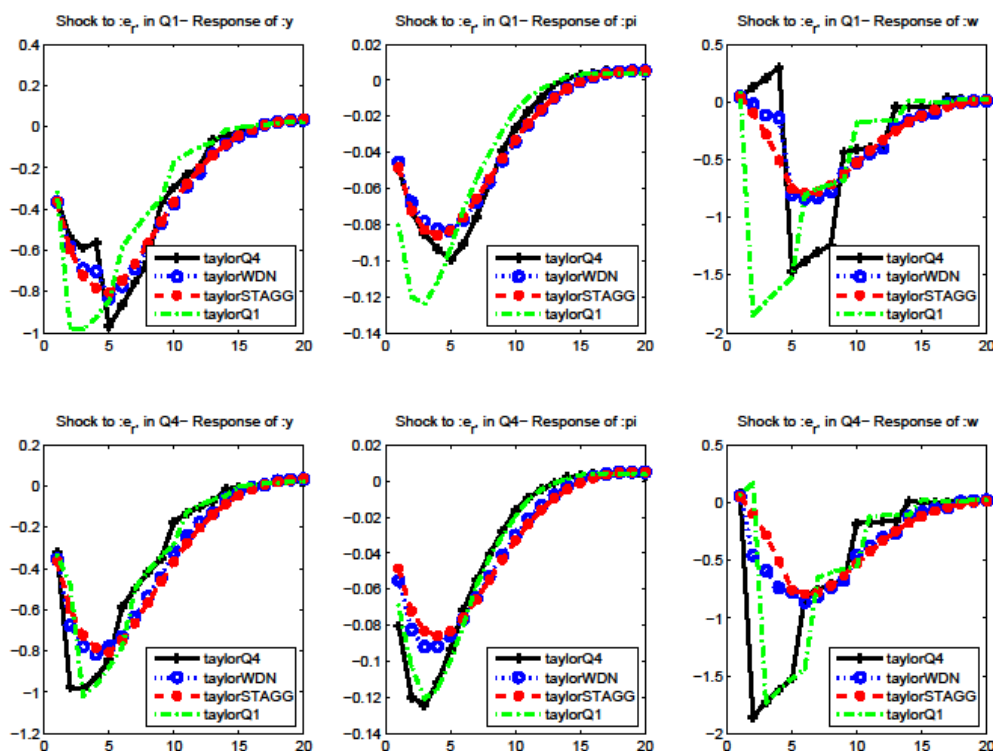 Shock to :e_r, in Q1− Response of :y
0.4
0.2
0
−0.2
−0.4
−0.6
−0.8
−1
0 5 10 15 20
taylorQ4
taylorWDN
taylorSTAGG
taylorQ1
Shock to :e_r, in Q1− Response of :pi
0.02
0
−0.02
−0.04
−0.06
−0.08
−0.1
−0.12
−0.14
0 5 10 15 20
taylorQ4
taylorWDN
taylorSTAGG
taylorQ1
Shock to :e_r, in Q1− Response of :w
0.5
0
−0.5
−1
−1.5
−2
0 5 10 15 20
taylorQ4
taylorWDN
taylorSTAGG
taylorQ1
Shock to :e_r, in Q4− Response of :y
0.2
0
−0.2
−0.4
−0.6
−0.8
−1
−1.2
0 5 10 15 20
taylorQ4
taylorWDN
taylorSTAGG
taylorQ1
Shock to :e_r, in Q4− Response of :pi
0.02
0
−0.02
−0.04
−0.06
−0.08
−0.1
−0.12
−0.14
0 5 10 15 20
taylorQ4
taylorWDN
taylorSTAGG
taylorQ1
Shock to :e_r, in Q4− Response of :w
0.5
0
−0.5
−1
−1.5
−2
0 5 10 15 20
taylorQ4
taylorWDN
taylorSTAGG
taylorQ1